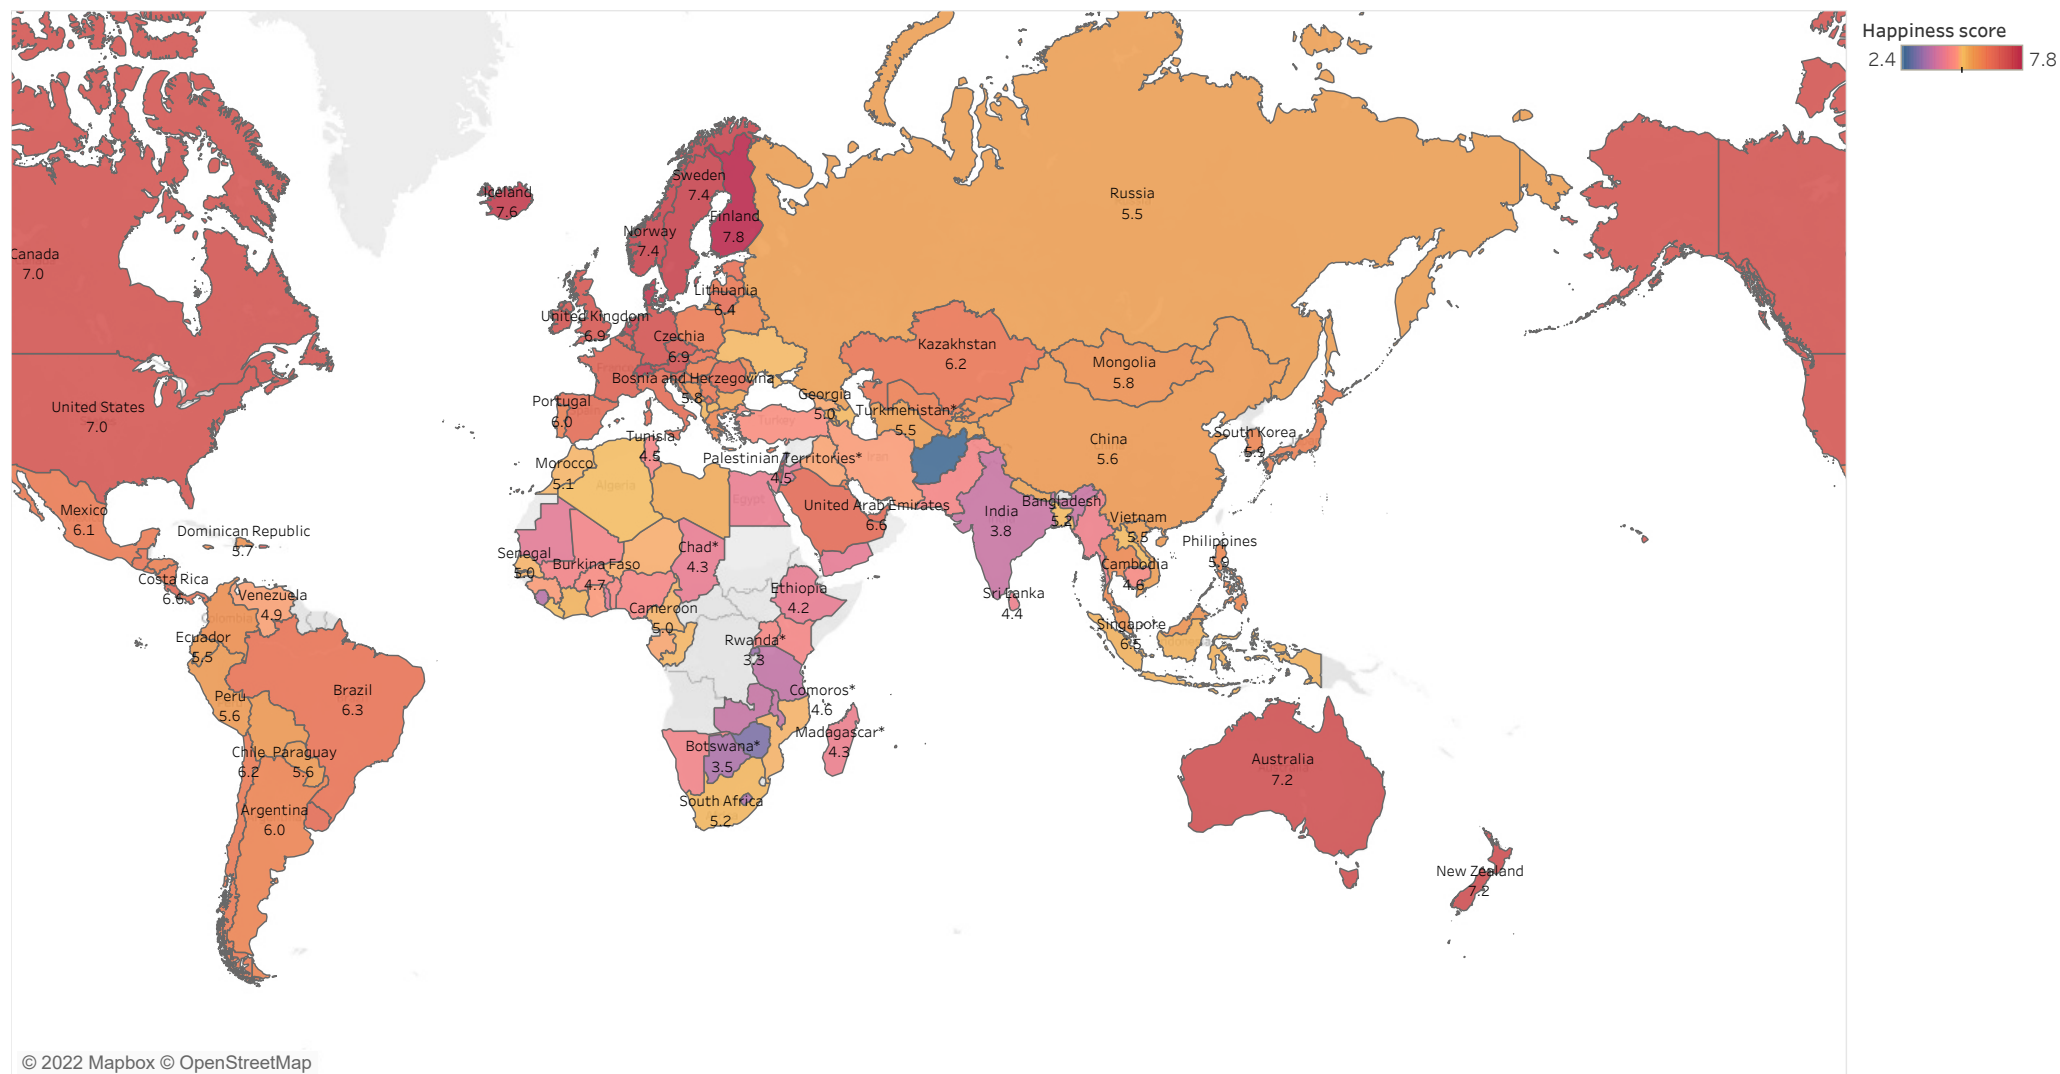 Happiness score
2.4
7.8
Sweden
7.4
Iceland
7.6
Russia
5.5
Finland
7.8
Norway
7.4
Canada
7.0
Lithuania
6.4
United Kingdom
6.9
Czechia
6.9
Kazakhstan
6.2
Mongolia
5.8
France
Bosnia and Herzegovina
5.8
Georgia
5.0
Portugal
6.0
United States
7.0
Turkmenistan*
5.5
Turkey
Tunisia
4.5
South Korea
5.9
China
5.6
Iran
Palestinian Territories*
4.5
Morocco
5.1
Algeria
Egypt
United Arab Emirates
6.6
India
3.8
Bangladesh
5.2
Mexico
6.1
Vietnam
5.5
Dominican Republic
5.7
Philippines
5.9
Senegal
5.0
Chad*
4.3
Burkina Faso
4.7
Cambodia
4.6
Costa Rica
6.6
Ethiopia
4.2
Sri Lanka
4.4
Venezuela
4.9
Cameroon
5.0
Colombia
Singapore
6.5
Ecuador
5.5
Rwanda*
3.3
Brazil
6.3
Peru
5.6
Comoros*
4.6
Madagascar*
4.3
Botswana*
3.5
Chile
6.2
Paraguay
5.6
Australia
7.2
South Africa
5.2
Argentina
6.0
New Zealand
7.2
© 2022 Mapbox © OpenStreetMap